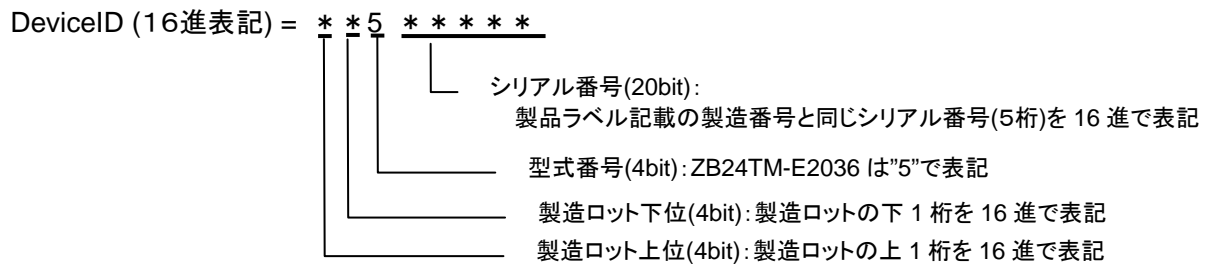 DeviceID (16進表記) = * * 5 * * * * *
シリアル番号(20bit):
製品ラベル記載の製造番号と同じシリアル番号(5桁)を 16 進で表記
型式番号(4bit):ZB24TM-E2036 は"5"で表記
製造ロット下位(4bit):製造ロットの下 1 桁を 16 進で表記
製造ロット上位(4bit):製造ロットの上 1 桁を 16 進で表記